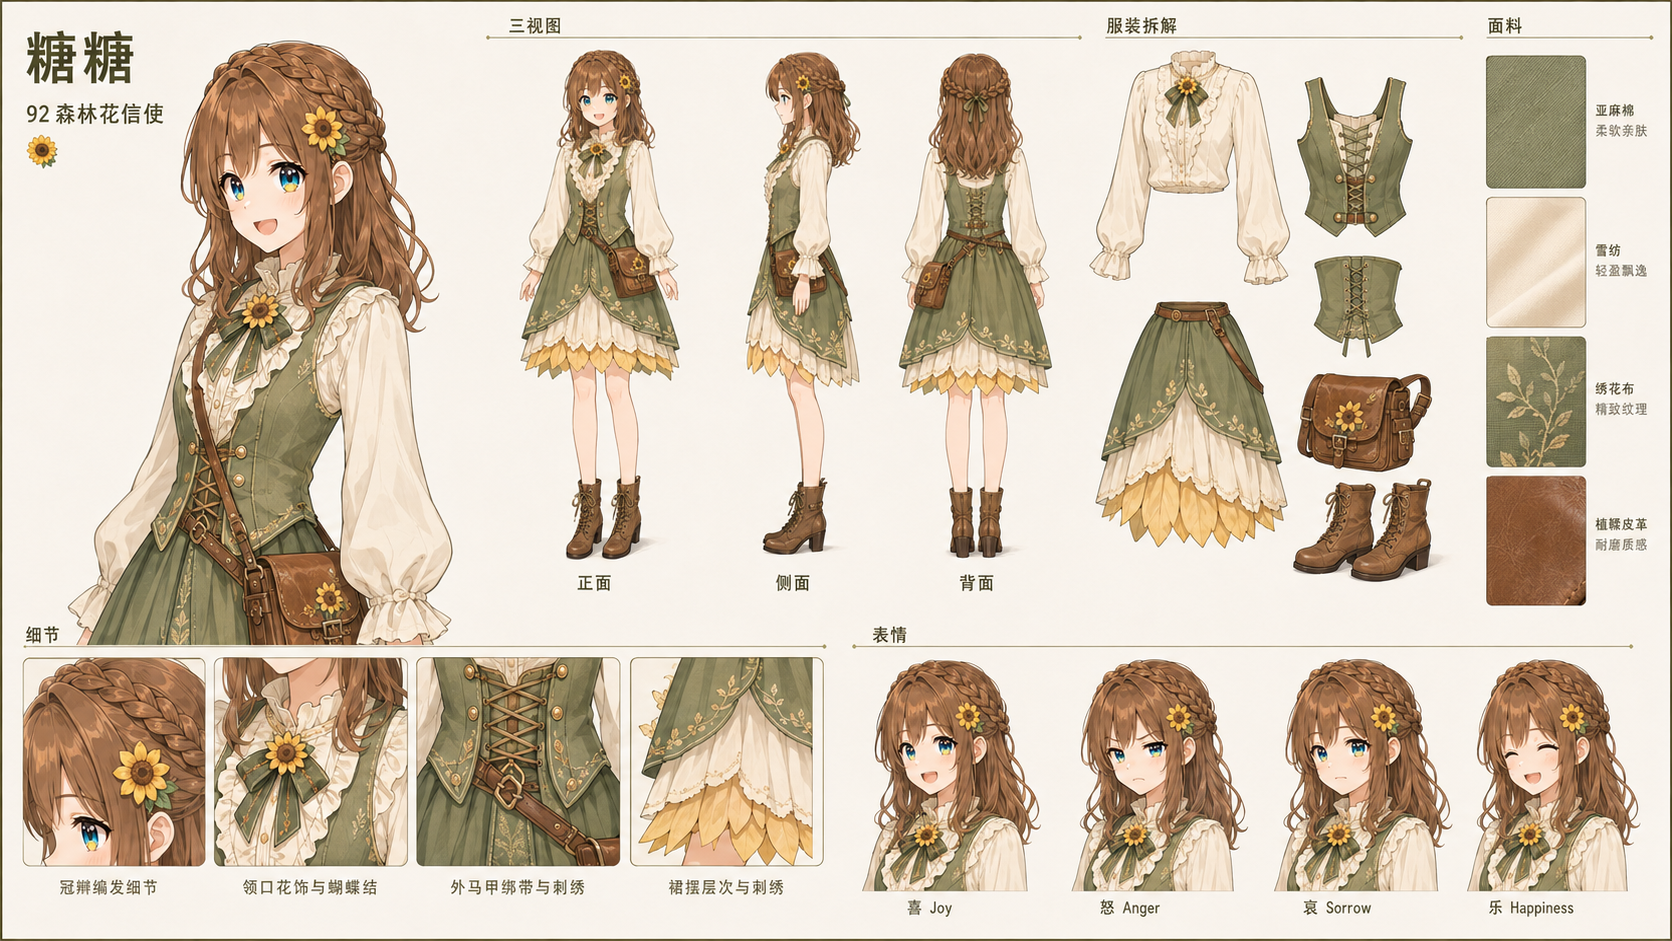 糖糖
92 森林花信使
三视图
正面
侧面
背面
服装拆解
面料
亚麻棉
柔软亲肤
雪纺
轻盈飘逸
绣花布
精致纹理
植鞣皮革
耐磨质感
细节
冠辫编发细节
领口花饰与蝴蝶结
外马甲绑带与刺绣
裙摆层次与刺绣
表情
喜 Joy
怒 Anger
哀 Sorrow
乐 Happiness